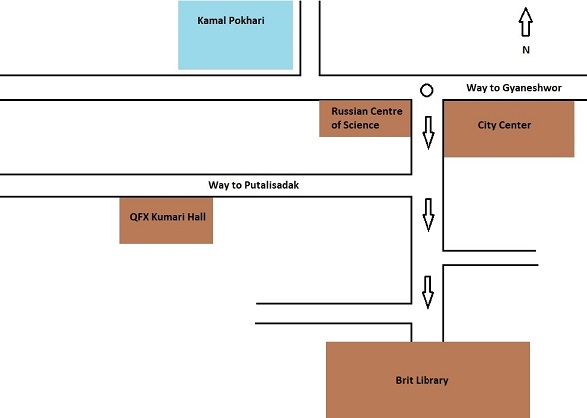 Kamal Pokhari
N
Way to Gyaneshwor
Russian Centre
of Science
City Center
Way to Putalisadak
QFX Kumari Hall
Brit Library